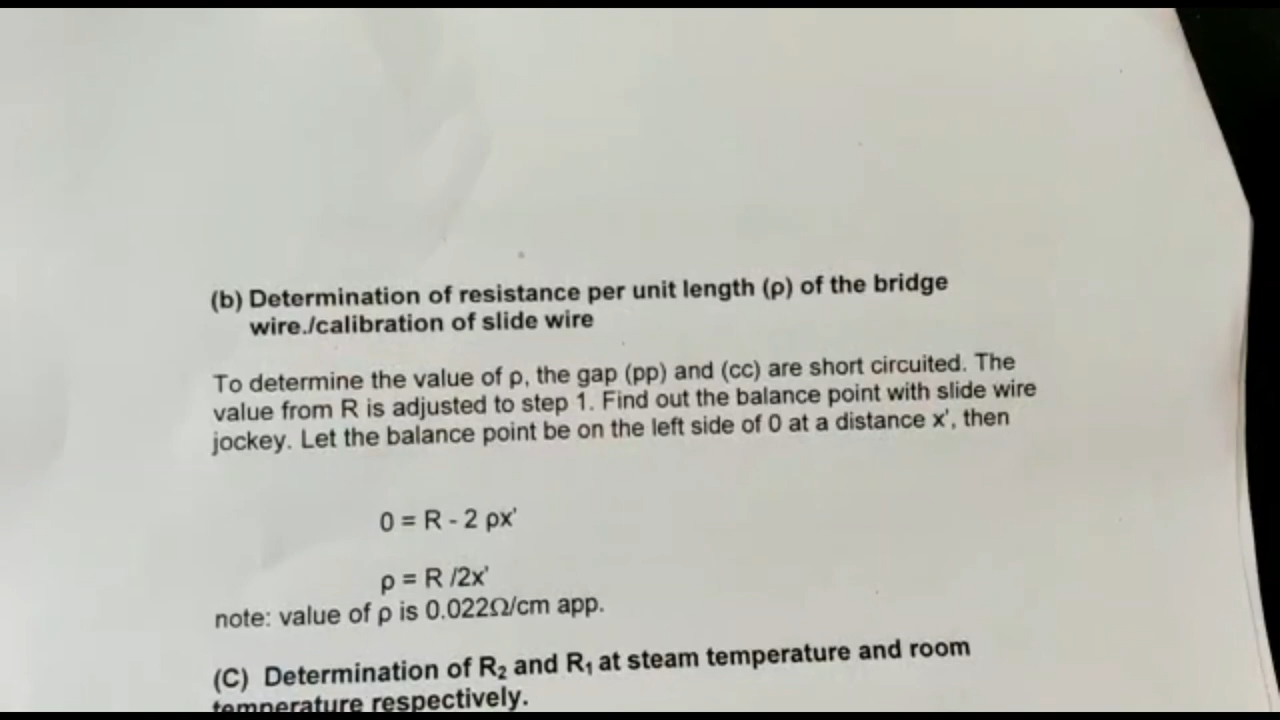 (b) Determination of resistance per unit length (ρ) of the bridge
wire./calibration of slide wire
To determine the value of ρ, the gap (pp) and (cc) are short circuited. The
value from R is adjusted to step 1. Find out the balance point with slide wire
jockey. Let the balance point be on the left side of 0 at a distance x', then
0 = R - 2 ρx'
ρ = R /2x'
note: value of ρ is 0.022Ω/cm app.
(C) Determination of R₂ and R₁ at steam temperature and room
temperature respectively.